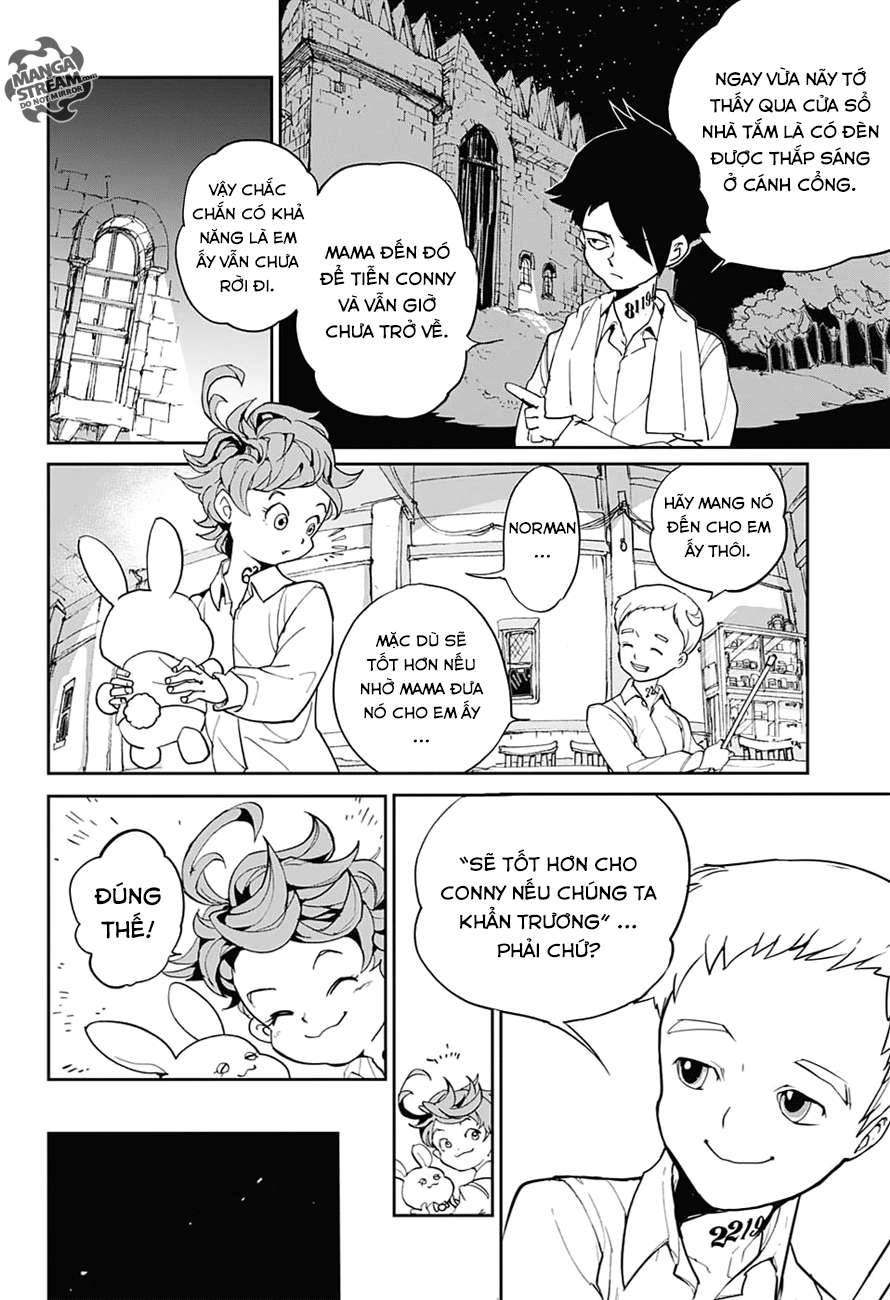 MANGA
STREAM.com
DO NOT MIRROR
NGAY VỪA NÃY TỚ
THẤY QUA CỬA SỔ
NHÀ TẮM LÀ CÓ ĐÈN
ĐƯỢC THẮP SÁNG
Ở CÁNH CỔNG.
MAMA ĐẾN ĐÓ
ĐỂ TIỄN CONNY
VÀ VẪN GIỜ
CHƯA TRỞ VỀ.
VẬY CHẮC
CHẮN CÓ KHẢ
NĂNG LÀ EM
ẤY VẪN CHƯA
RỜI ĐI.
8119
HÃY MANG NÓ
ĐẾN CHO EM
ẤY THÔI.
NORMAN
...
MẶC DÙ SẼ
TỐT HƠN NẾU
NHỜ MAMA ĐƯA
NÓ CHO EM ẤY
...
"SẼ TỐT HƠN CHO
CONNY NẾU CHÚNG TA
KHẨN TRƯƠNG" ...
PHẢI CHỨ?
2219
ĐÚNG
THẾ!